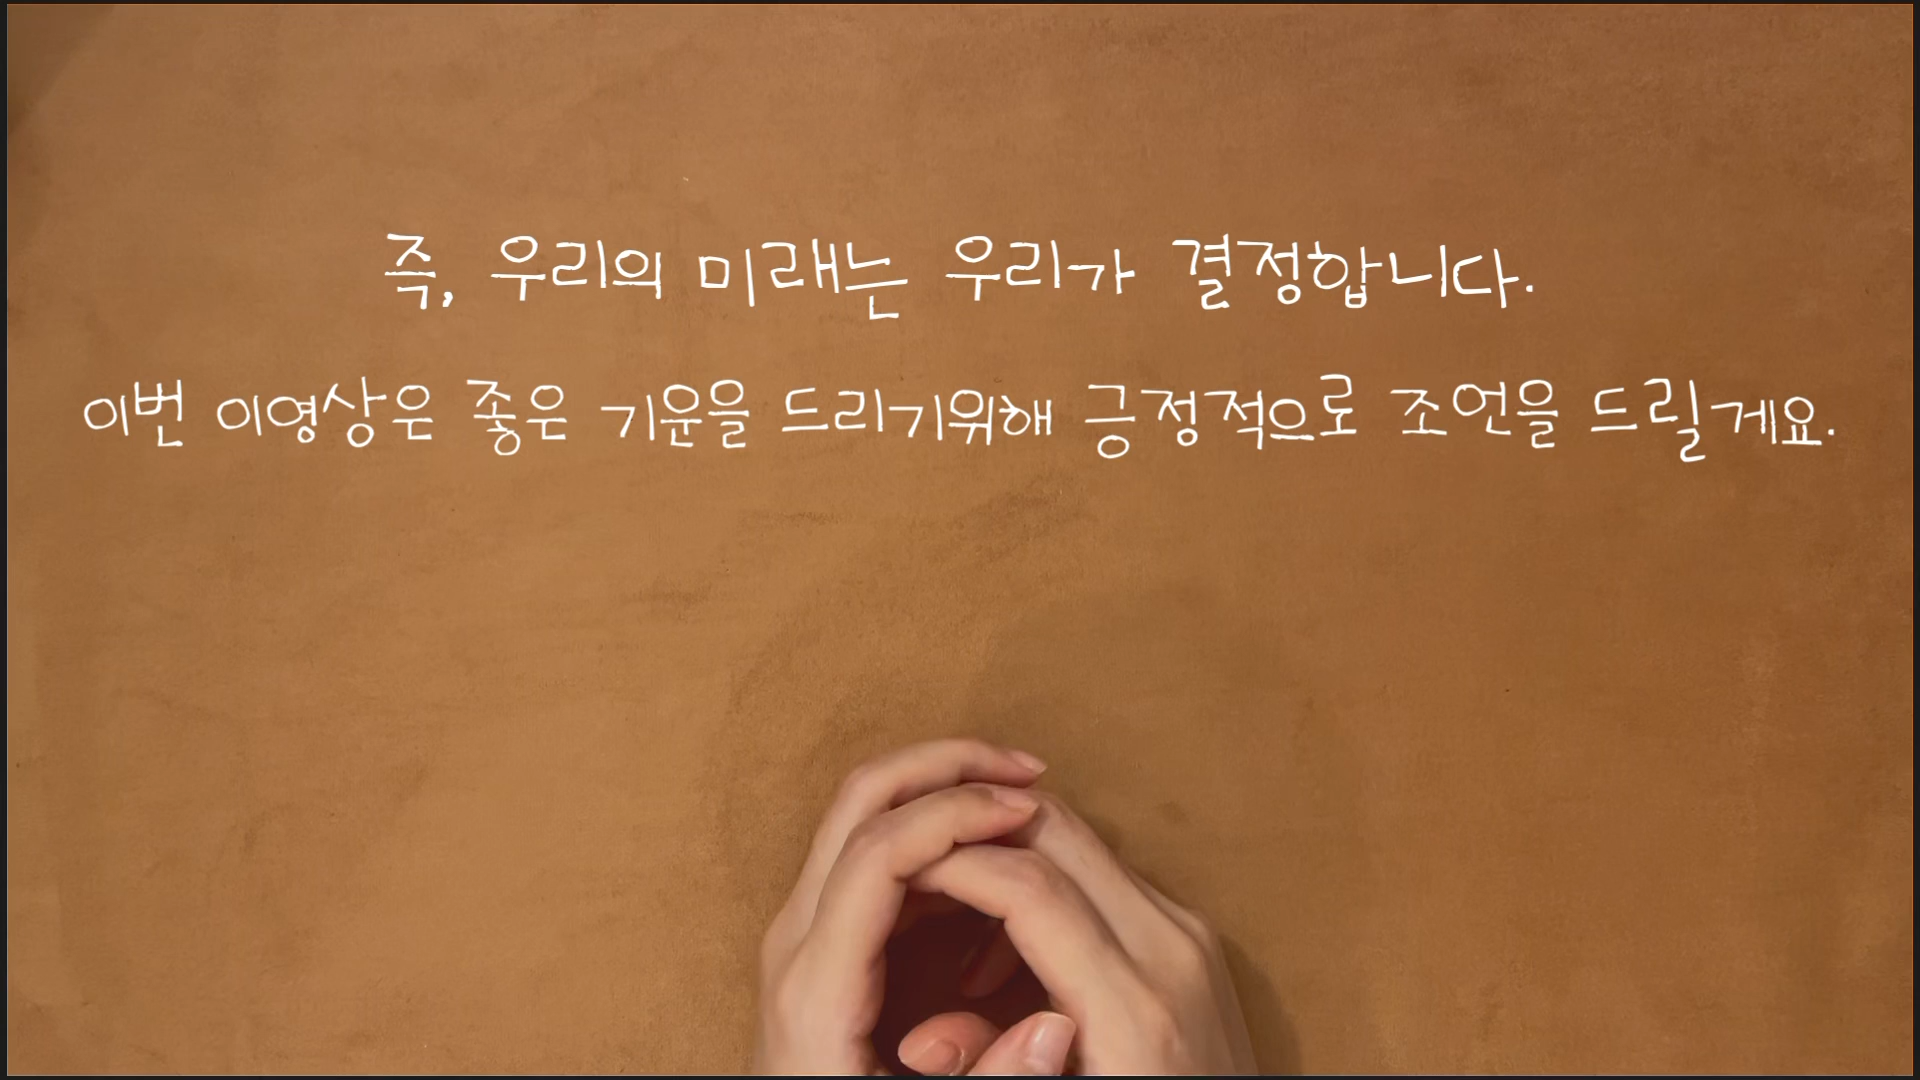 즉, 우리의 미래는 우리가 결정합니다.
이번 이영상은 좋은 기운을 드리기위해 긍정적으로 조언을 드릴게요.